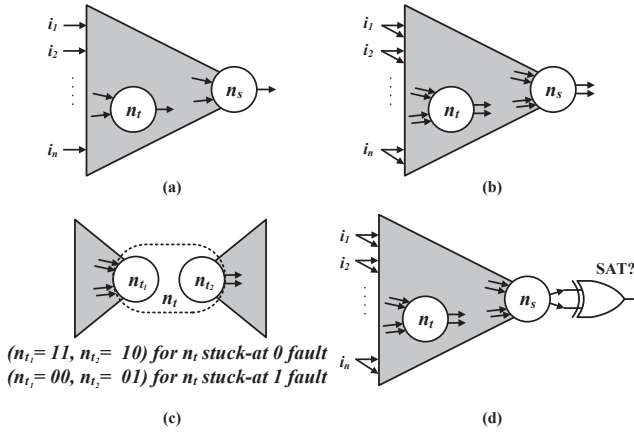 i1
i2
. . . .
in
nt
ns
(a)
i1
i2
. . . .
in
nt
ns
(b)
nt1
nt2
nt
(nt1= 11, nt2= 10) for nt stuck-at 0 fault
(nt1= 00, nt2= 01) for nt stuck-at 1 fault
(c)
i1
i2
. . . .
in
nt
ns
SAT?
(d)